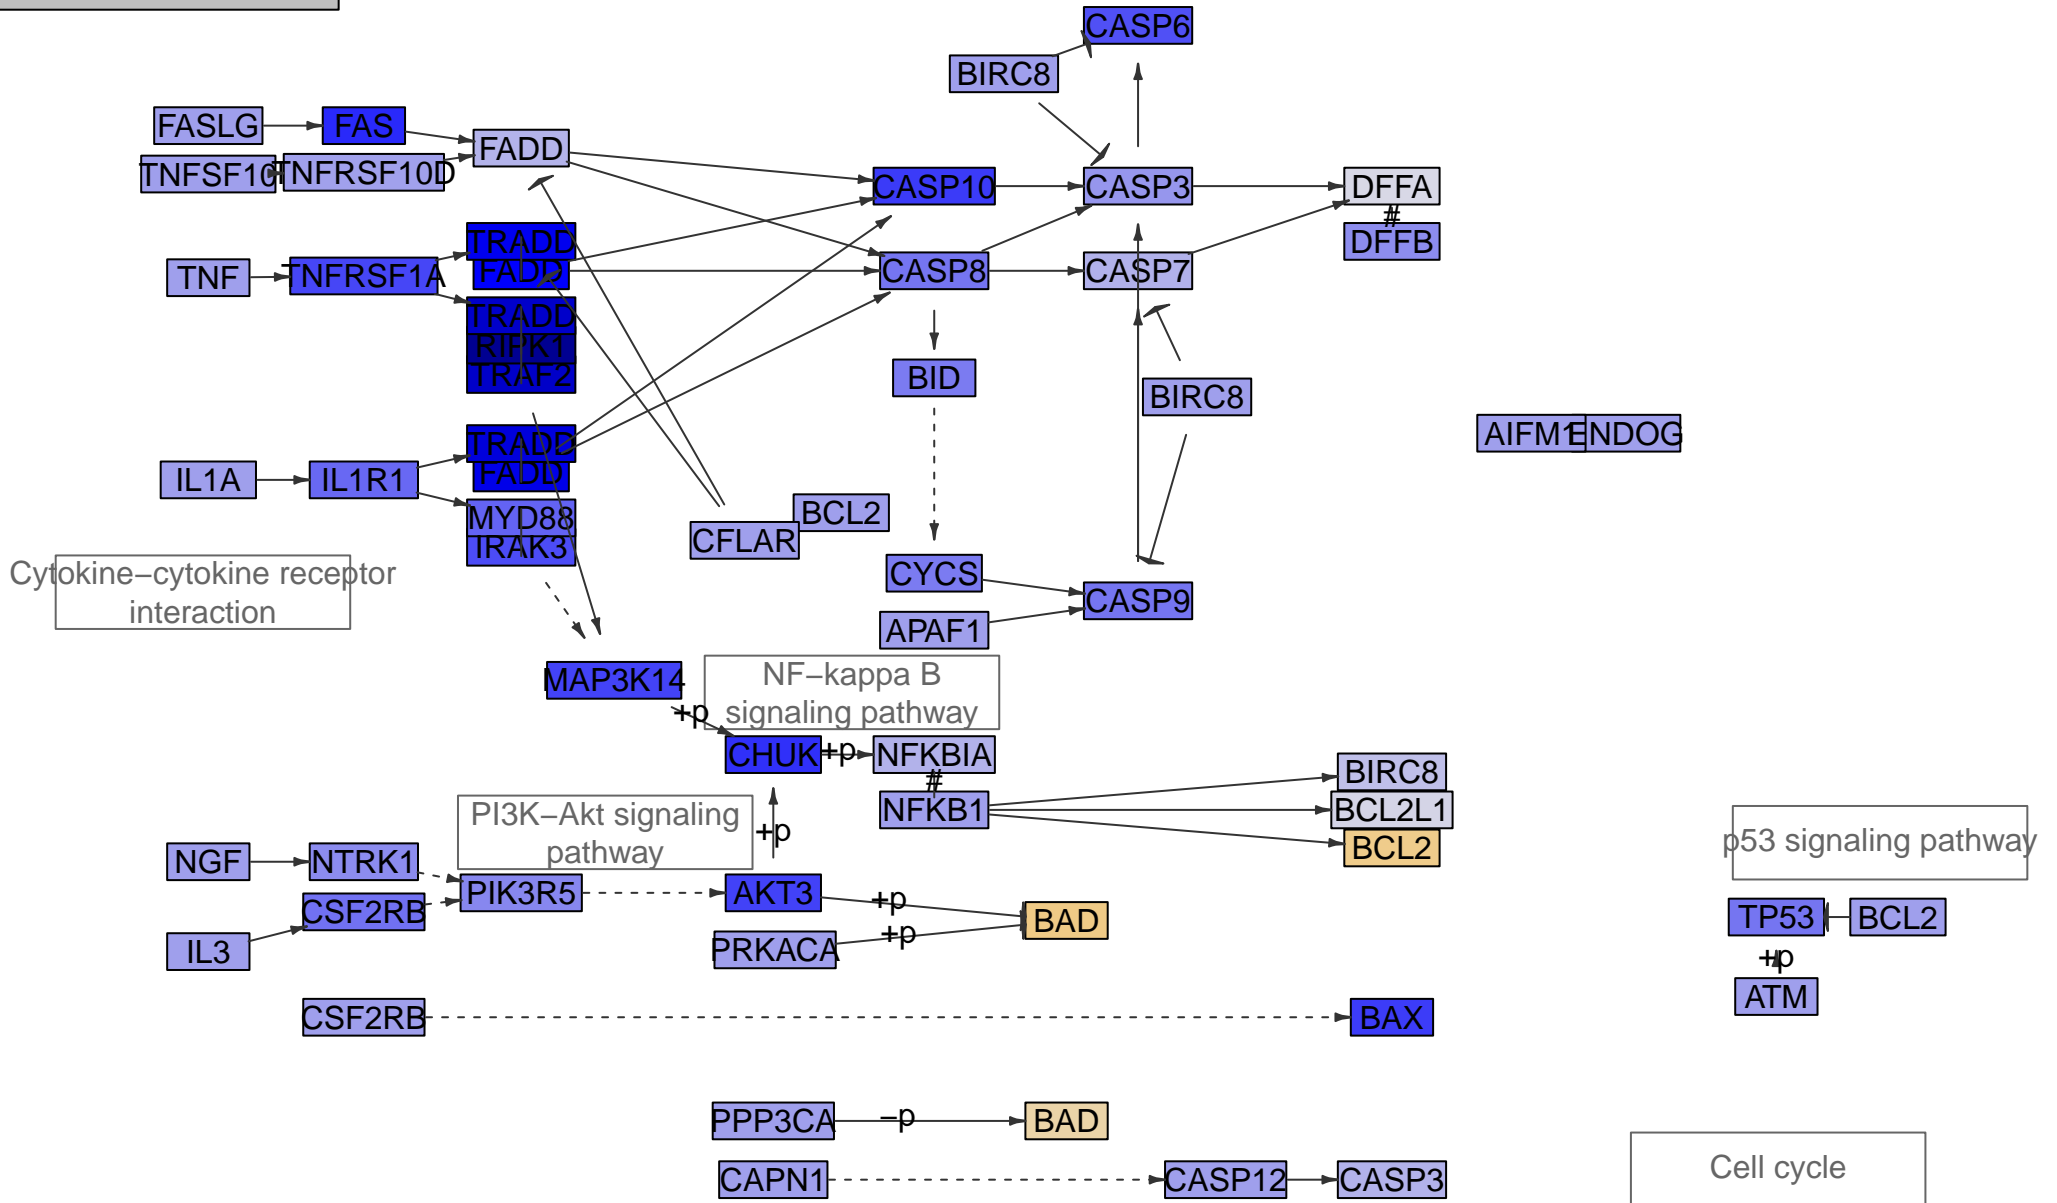 CASP6
BIRC8
FASLG
FAS
FADD
TNFSF10
TNFRSF10D
CASP10
CASP3
DFFA
#
DFFB
TRADD
FADD
TNF
TNFRSF1A
CASP8
CASP7
TRADD
RIPK1
TRAF2
BID
BIRC8
AIFM1
ENDOG
TRADD
FADD
IL1A
IL1R1
MYD88
IRAK3
BCL2
CFLAR
Cytokine−cytokine receptor
interaction
CYCS
CASP9
APAF1
MAP3K14
NF−kappa B
signaling pathway
+p
CHUK
+p
NFKBIA
#
NFKB1
BIRC8
BCL2L1
BCL2
PI3K−Akt signaling
pathway
+p
p53 signaling pathway
NGF
NTRK1
PIK3R5
AKT3
+p
BAD
CSF2RB
IL3
PRKACA
+p
TP53
BCL2
+p
ATM
CSF2RB
BAX
PPP3CA
−p
BAD
CAPN1
CASP12
CASP3
Cell cycle